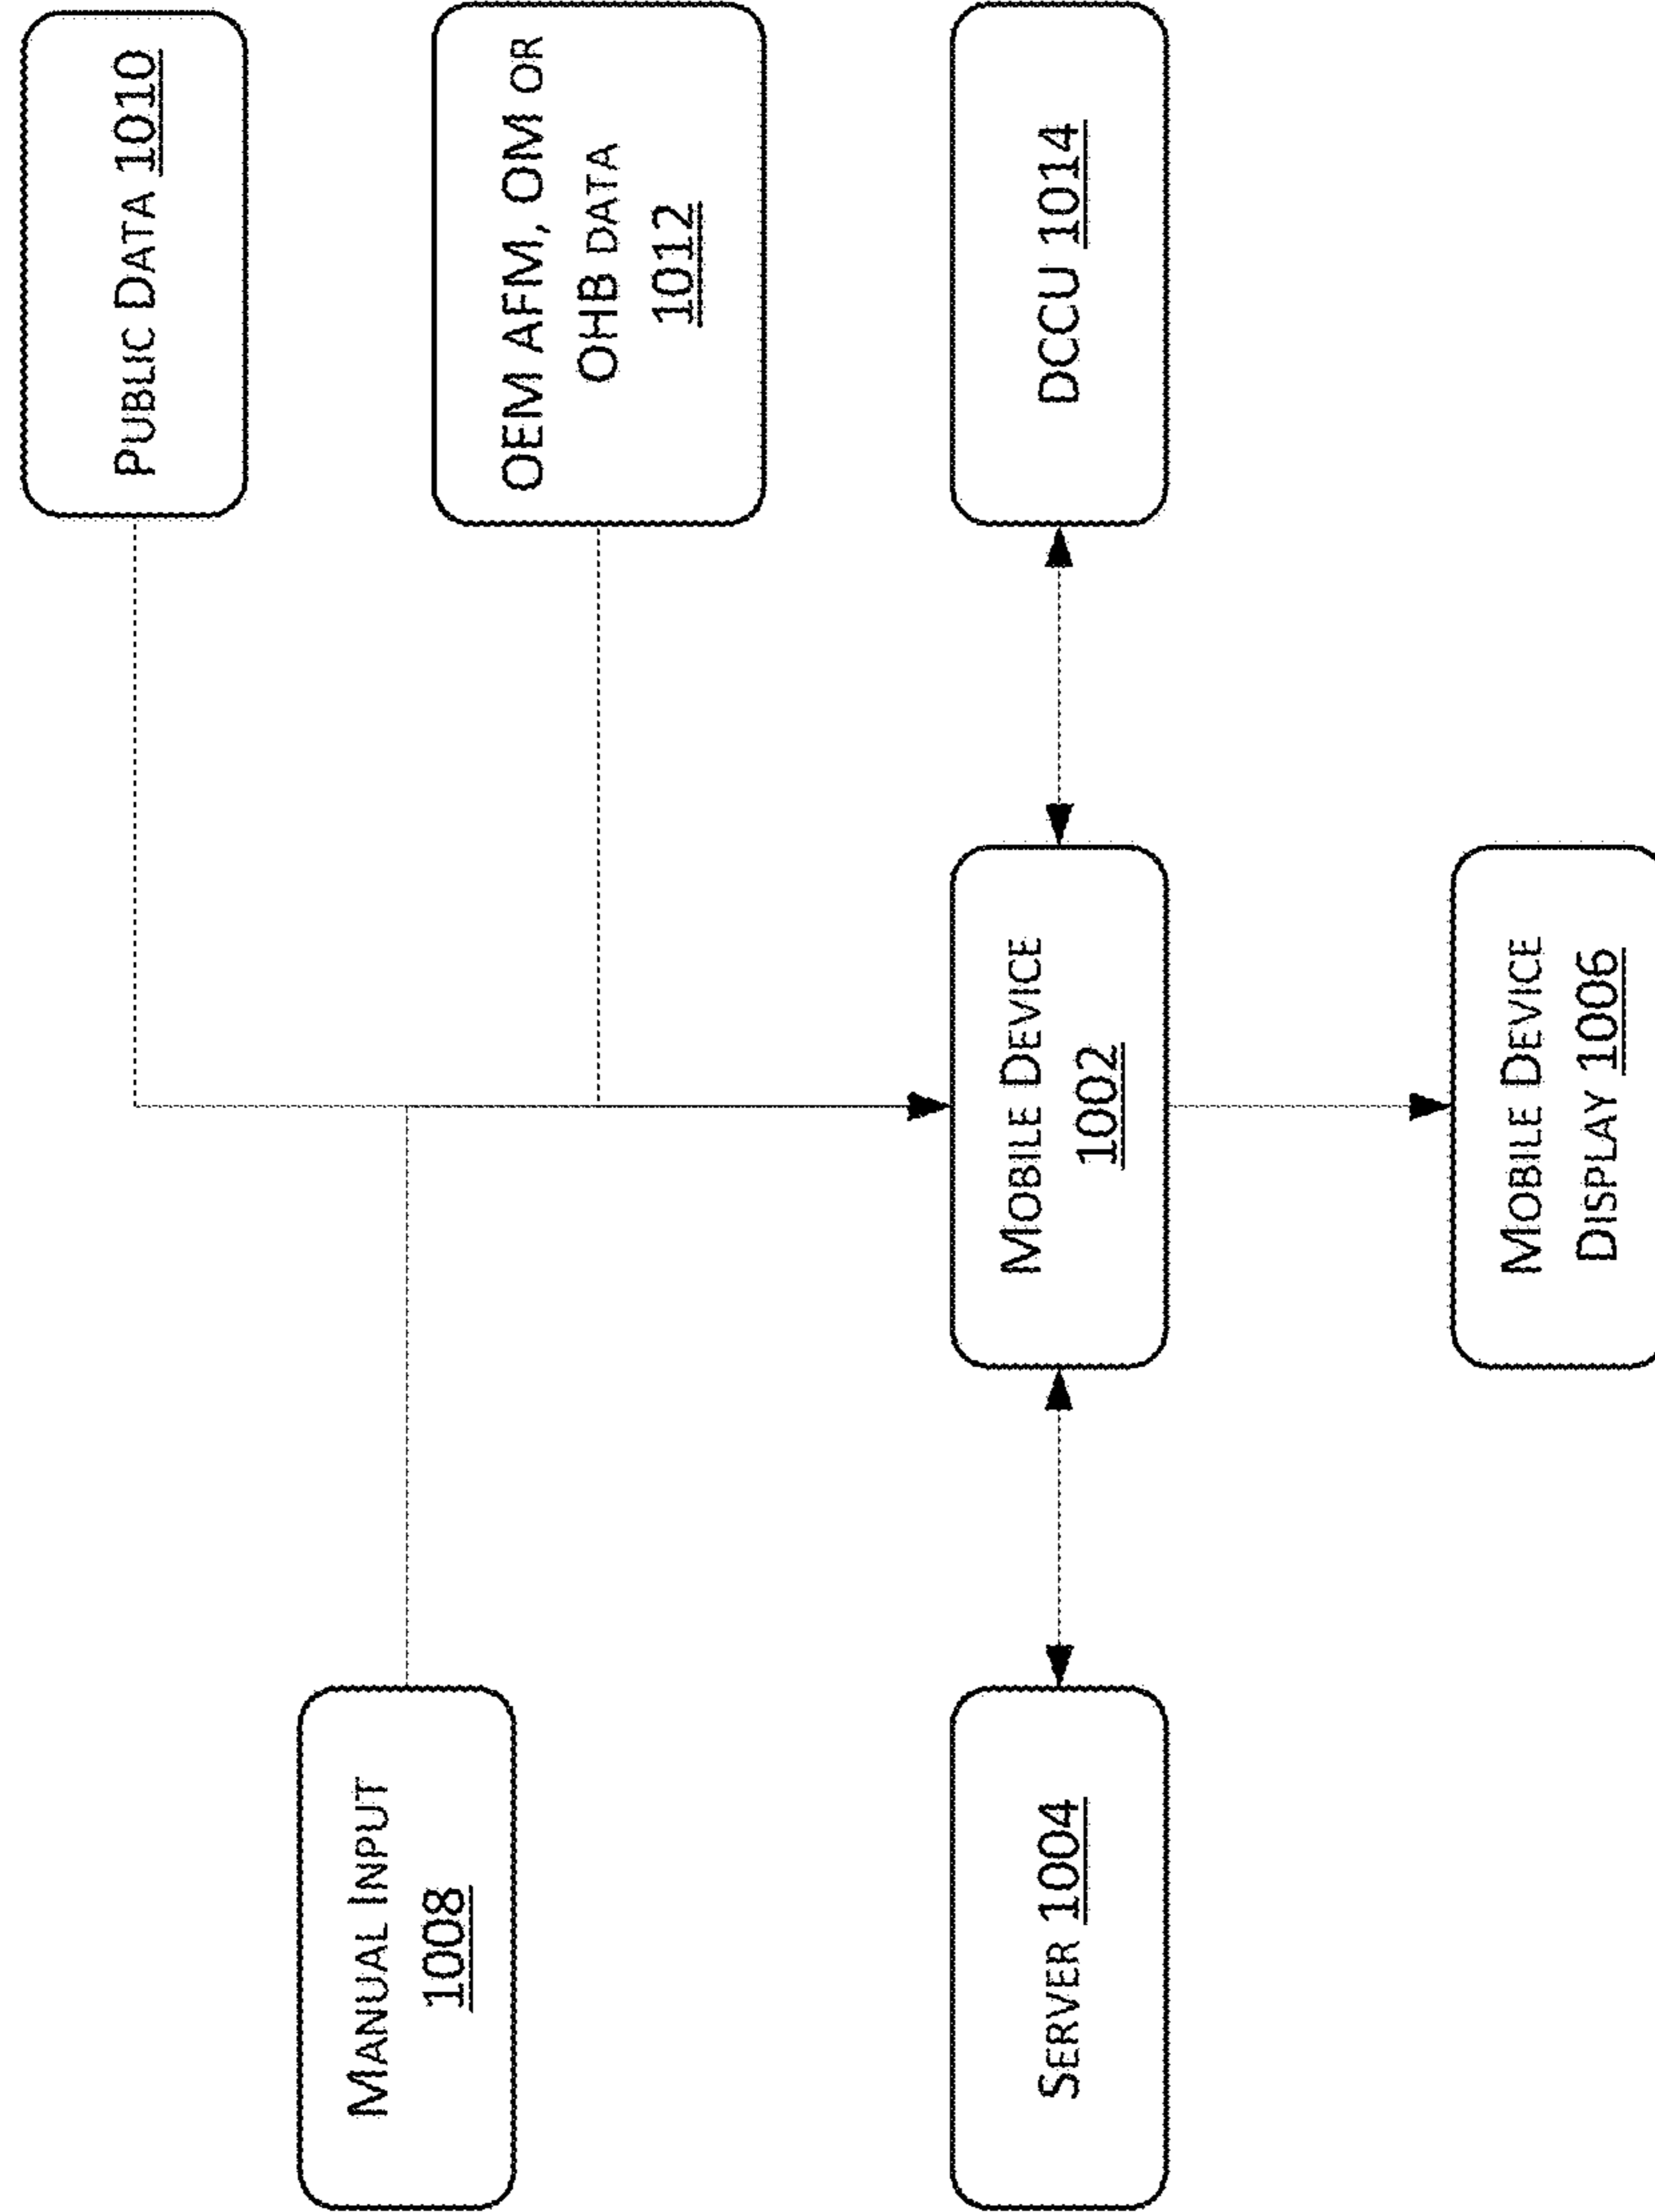 PUBLIC DATA 1010
MANUAL INPUT
1008
OEM AFM, OM OR
OHB DATA
1012
SERVER 1004
MOBILE DEVICE
1002
DCCU 1014
MOBILE DEVICE
DISPLAY 1006